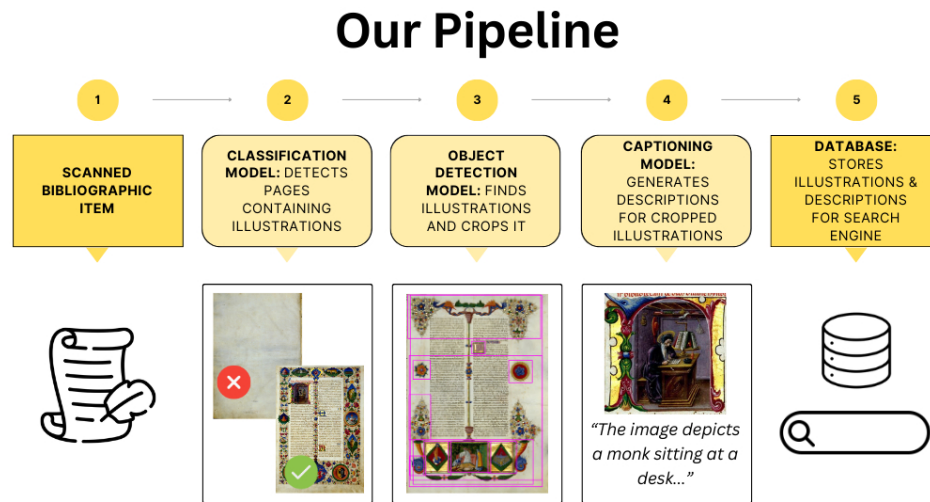 Our Pipeline
1
2
3
4
5
SCANNED
BIBLIOGRAPHIC
ITEM
CLASSIFICATION
MODEL: DETECTS
PAGES
CONTAINING
ILLUSTRATIONS
OBJECT
DETECTION
MODEL: FINDS
ILLUSTRATIONS
AND CROPS IT
CAPTIONING
MODEL:
GENERATES
DESCRIPTIONS
FOR CROPPED
ILLUSTRATIONS
DATABASE:
STORES
ILLUSTRATIONS &
DESCRIPTIONS
FOR SEARCH
ENGINE
“The image depicts
a monk sitting at a
desk...”